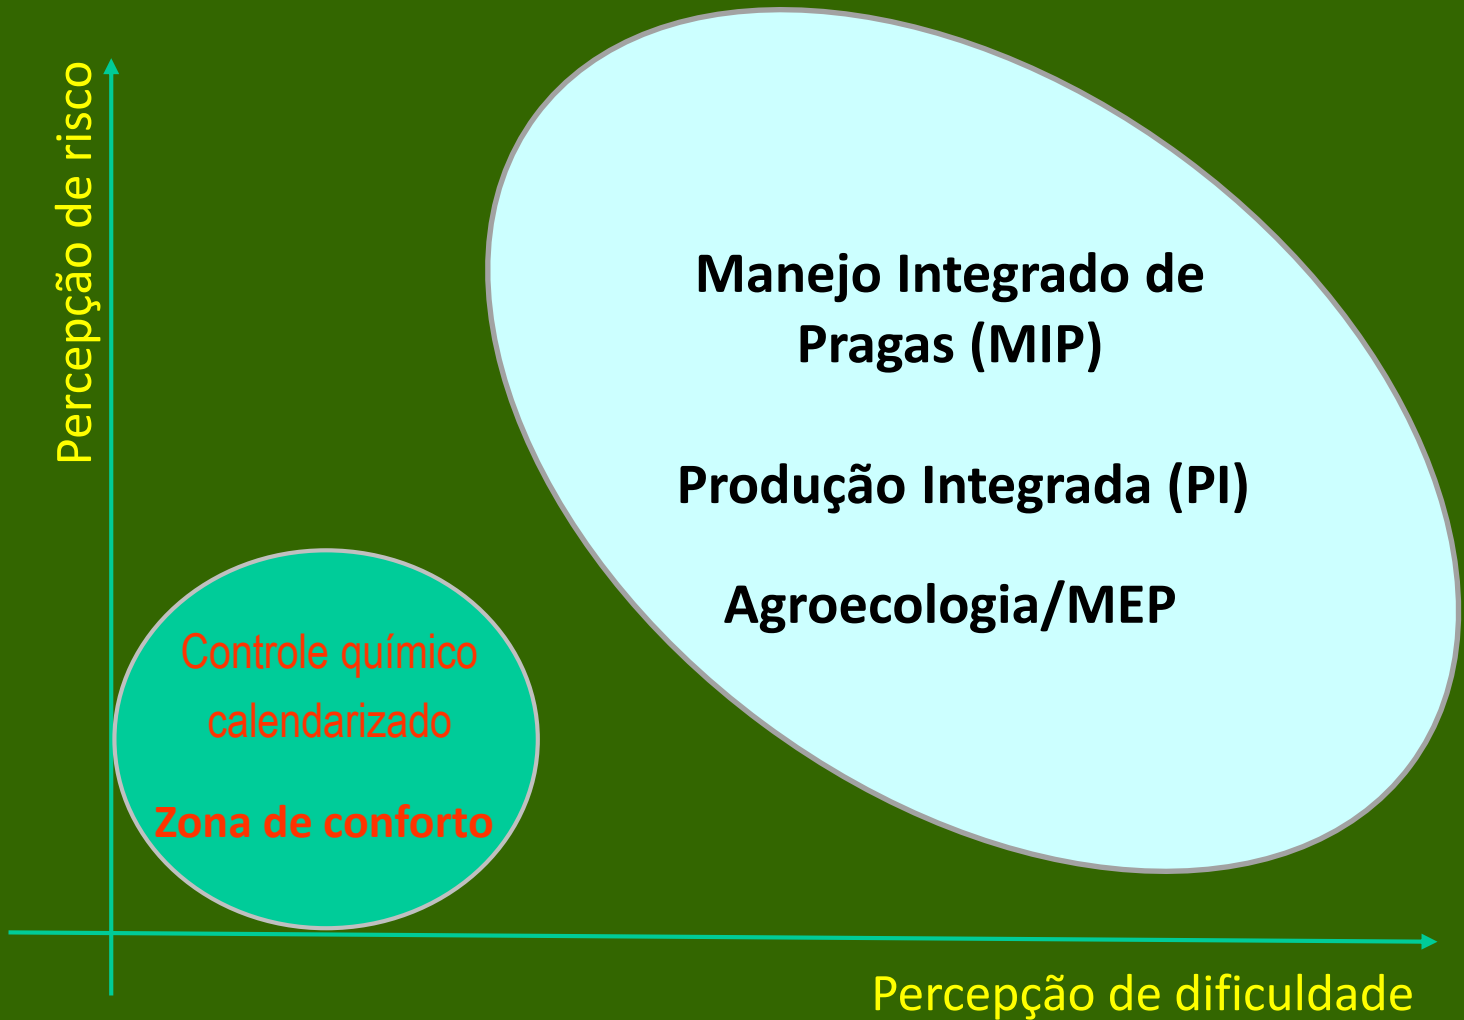 Percepção de risco
Manejo Integrado de
Pragas (MIP)
Produção Integrada (PI)
Agroecologia/MEP
Controle químico
calendarizado
Zona de conforto
Percepção de dificuldade